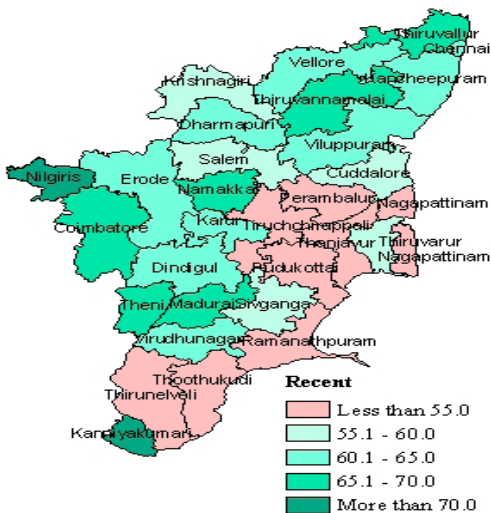 Thiruvallur
Chennai
Vellore
Kancheepuram
Krishnagiri
Thiruvannamalai
Dharmapuri
Viluppuram
Salem
Cuddalore
Nilgiris
Erode
Namakkal
Perambalur
Nagapattinam
Coimbatore
Karur
Tiruchchirappalli
Thanjavur
Thiruvarur
Nagapattinam
Dindigul
Pudukottai
Theni
Madurai
Sivganga
Virudhunagar
Ramanathpuram
Thoothukudi
Thirunelveli
Kanniyakumari
Recent
Less than 55.0
55.1 - 60.0
60.1 - 65.0
65.1 - 70.0
More than 70.0